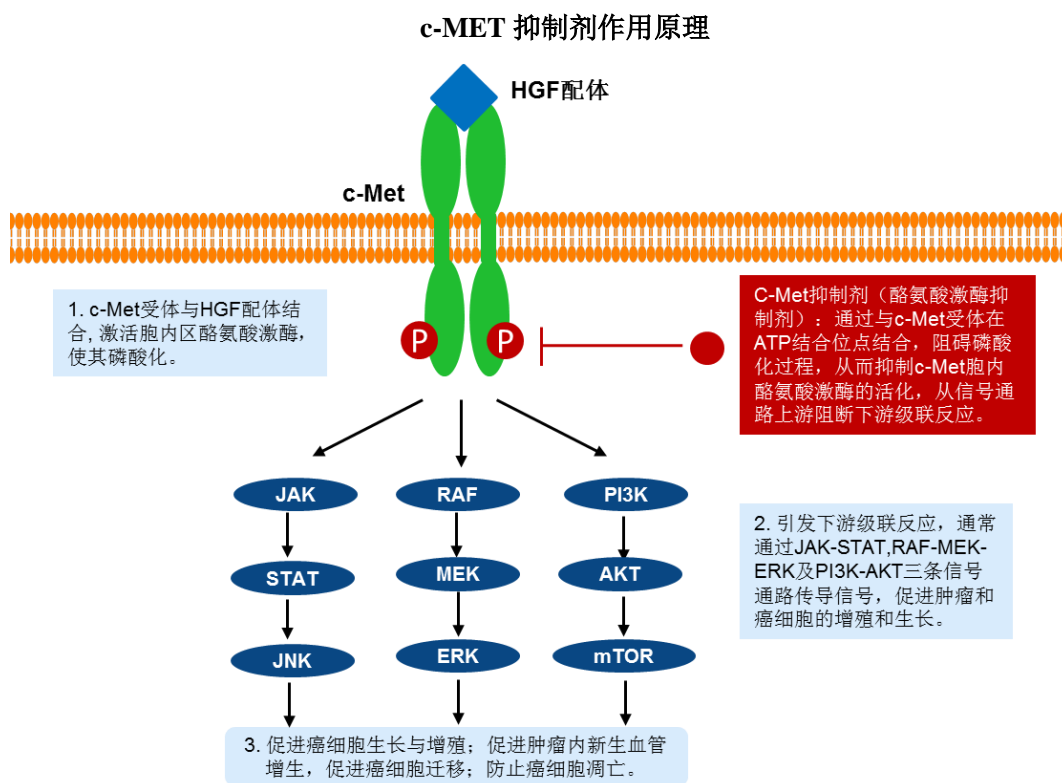 c-MET 抑制剂作用原理
HGF配体
c-Met
1. c-Met受体与HGF配体结
合, 激活胞内区酪氨酸激酶，
使其磷酸化。
P
P
C-Met抑制剂（酪氨酸激酶抑
制剂）：通过与c-Met受体在
ATP结合位点结合，阻碍磷酸
化过程，从而抑制c-Met胞内
酪氨酸激酶的活化，从信号通
路上游阻断下游级联反应。
JAK
RAF
PI3K
STAT
MEK
AKT
JNK
ERK
mTOR
2. 引发下游级联反应，通常
通过JAK-STAT,RAF-MEK-
ERK及PI3K-AKT三条信号
通路传导信号，促进肿瘤和
癌细胞的增殖和生长。
3. 促进癌细胞生长与增殖；促进肿瘤内新生血管
增生，促进癌细胞迁移；防止癌细胞凋亡。